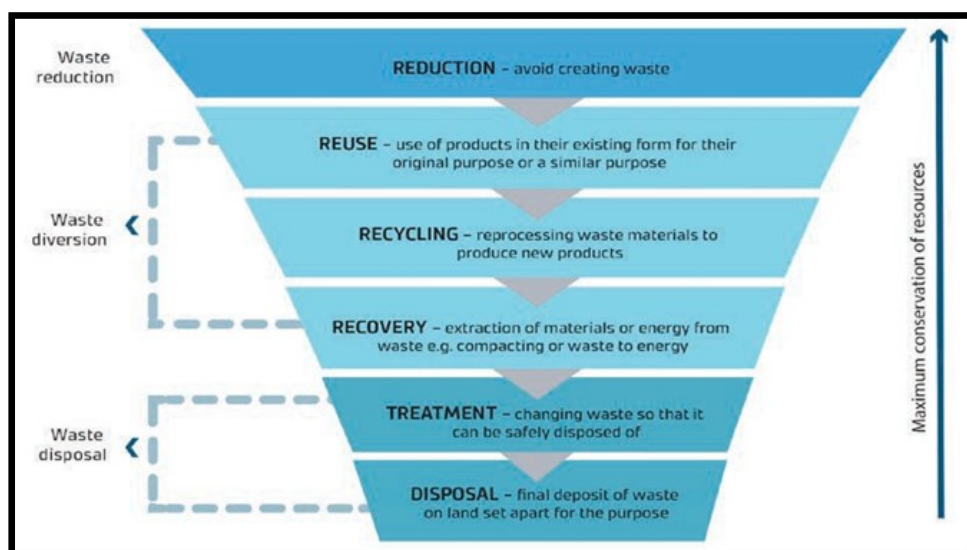 Waste
reduction
REDUCTION – avoid creating waste
REUSE – use of products in their existing form for their
original purpose or a similar purpose
Waste
diversion
RECYCLING – reprocessing waste materials to
produce new products
RECOVERY – extraction of materials or energy from
waste e.g. compacting or waste to energy
Waste
disposal
TREATMENT – changing waste so that it
can be safely disposed of
DISPOSAL – final deposit of waste
on land set apart for the purpose
Maximum conservation of resources